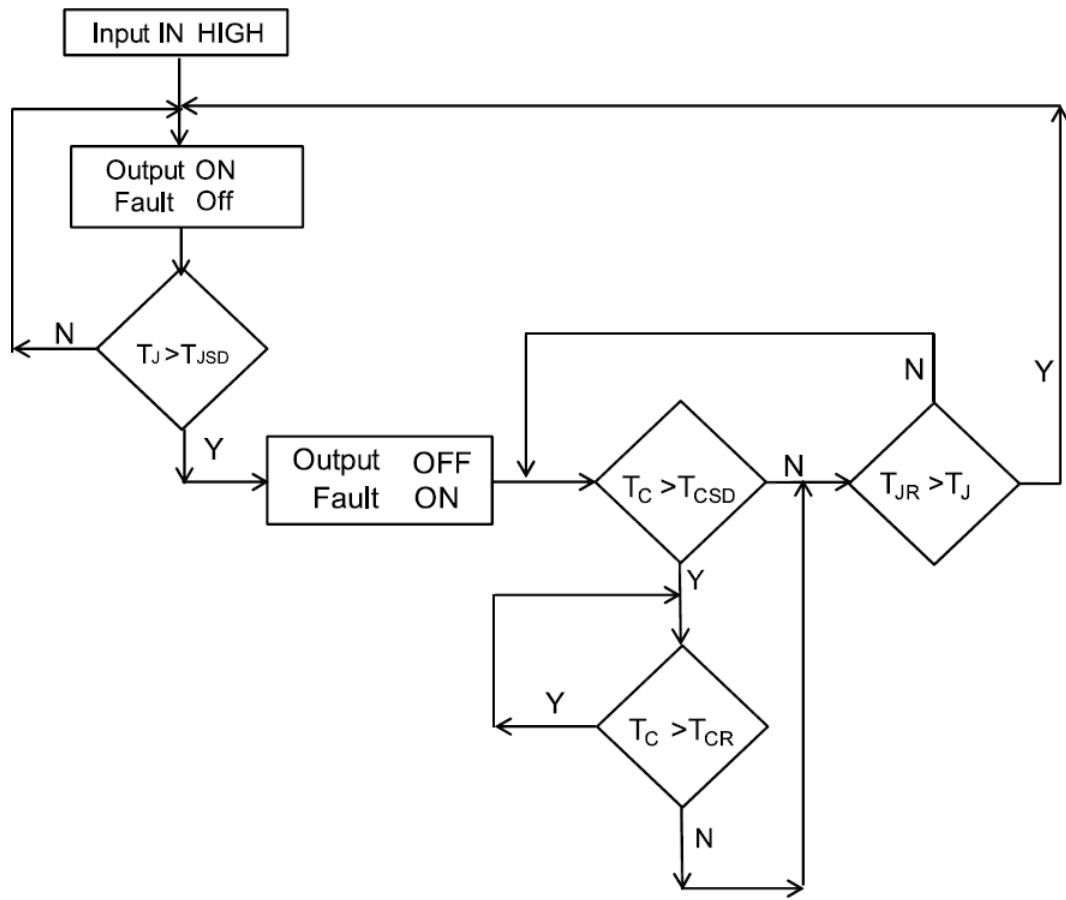 Input IN HIGH
Output ON
Fault Off
N
TJ >TJSD
Y
Output OFF
Fault ON
TC >TCSD
N
Y
N
TJR >TJ
Y
Y
TC >TCR
N